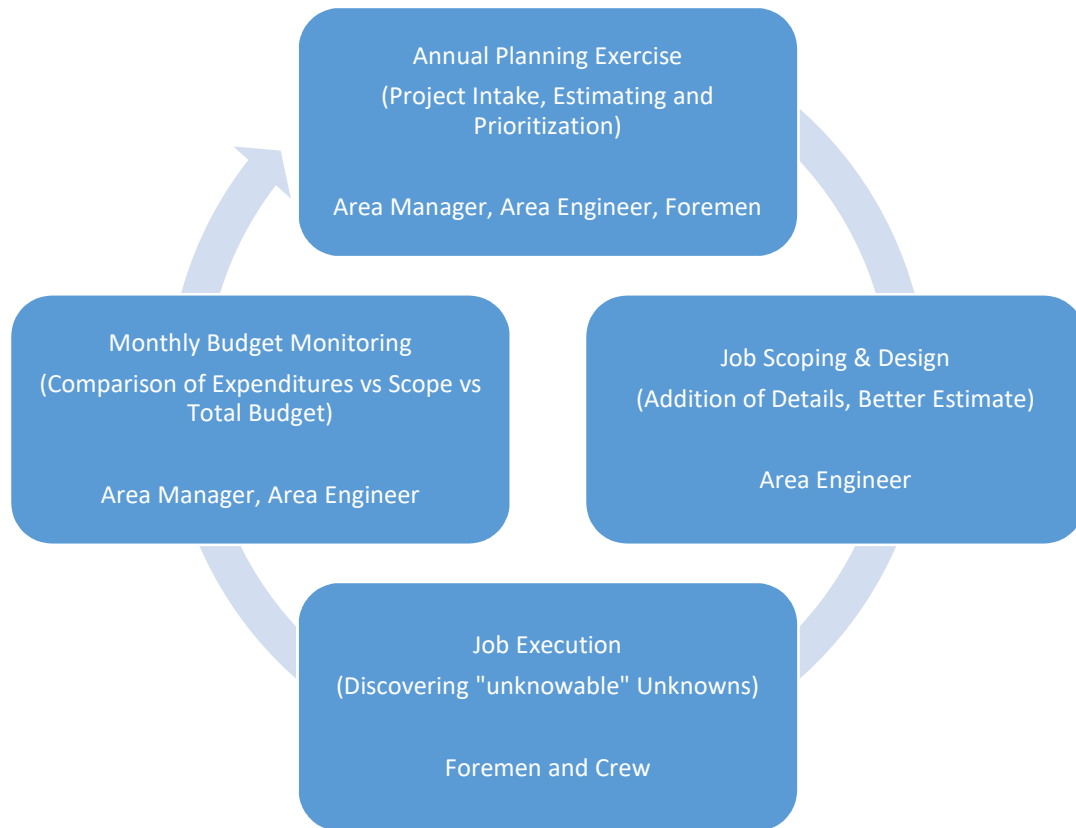 Annual Planning Exercise
(Project Intake, Estimating and
Prioritization)
Area Manager, Area Engineer, Foremen
Job Scoping & Design
(Addition of Details, Better Estimate)
Area Engineer
Job Execution
(Discovering "unknowable" Unknowns)
Foremen and Crew
Monthly Budget Monitoring
(Comparison of Expenditures vs Scope vs
Total Budget)
Area Manager, Area Engineer